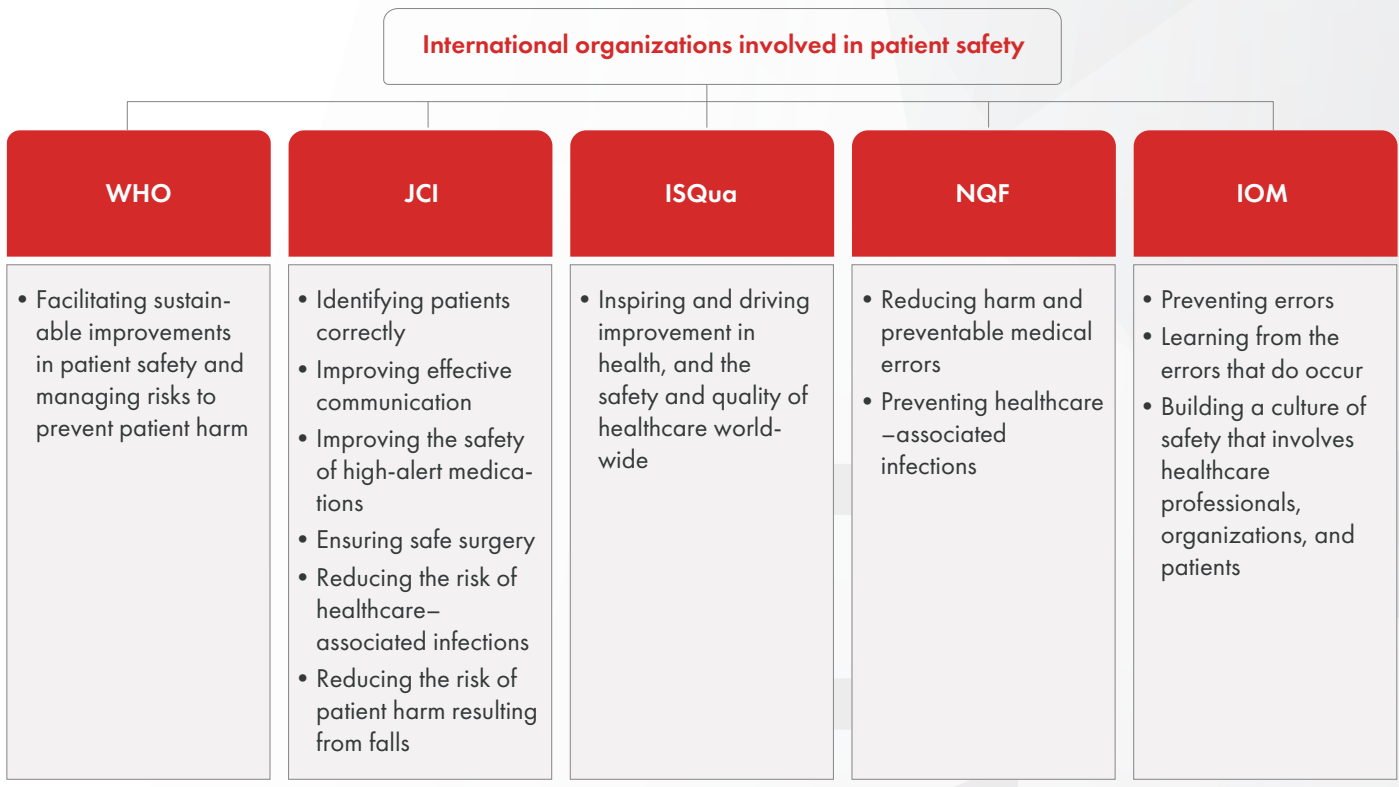 International organizations involved in patient safety
WHO
• Facilitating sustain-
able improvements
in patient safety and
managing risks to
prevent patient harm
JCI
• Identifying patients
correctly
• Improving effective
communication
• Improving the safety
of high-alert medica-
tions
• Ensuring safe surgery
• Reducing the risk of
healthcare–
associated infections
• Reducing the risk of
patient harm resulting
from falls
ISQua
• Inspiring and driving
improvement in
health, and the
safety and quality of
healthcare world-
wide
NQF
• Reducing harm and
preventable medical
errors
• Preventing healthcare
–associated
infections
IOM
• Preventing errors
• Learning from the
errors that do occur
• Building a culture of
safety that involves
healthcare
professionals,
organizations, and
patients